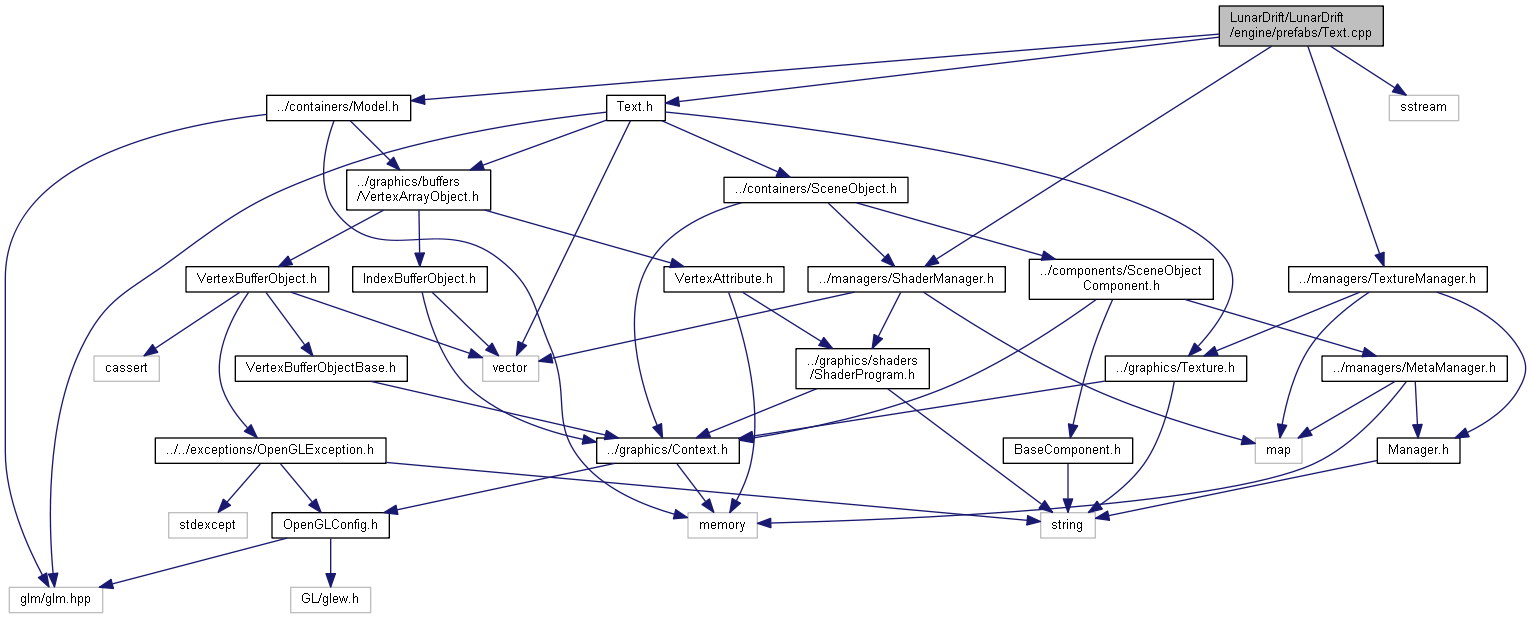 LunarDrift/LunarDrift
/engine/prefabs/Text.cpp
../containers/Model.h
Text.h
sstream
../graphics/buffers
/VertexArrayObject.h
../containers/SceneObject.h
VertexBufferObject.h
IndexBufferObject.h
VertexAttribute.h
../managers/ShaderManager.h
../components/SceneObject
Component.h
../managers/TextureManager.h
cassert
VertexBufferObjectBase.h
vector
../graphics/shaders
/ShaderProgram.h
../graphics/Texture.h
../managers/MetaManager.h
../../exceptions/OpenGLException.h
../graphics/Context.h
BaseComponent.h
map
Manager.h
stdexcept
OpenGLConfig.h
memory
string
glm/glm.hpp
GL/glew.h